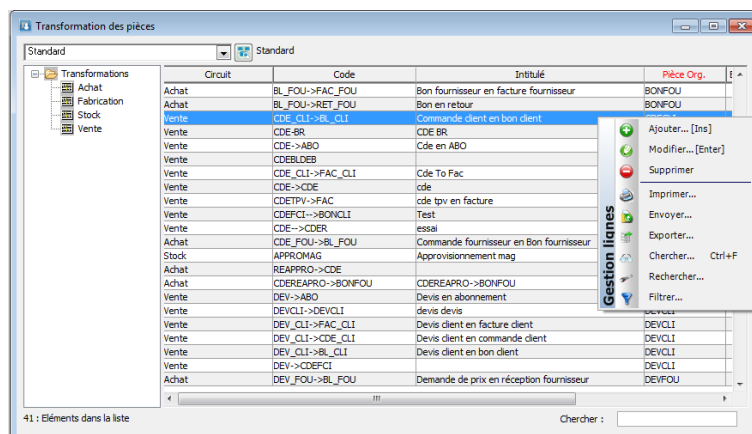 Transformation des pièces
Standard
Standard
Transformations
Achat
Fabrication
Stock
Vente
Circuit Code Intitulé Pièce Org.
Achat BL_FOU->FAC_FOU Bon fournisseur en facture fournisseur BONFOU
Achat BL_FOU->RET_FOU Bon en retour BONFOU
Vente CDE_CLI->BL_CLI Commande client en bon client
Vente CDE-BR CDE BR
Vente CDE->ABO Cde en ABO
Vente CDEBLDEB
Vente CDE_CLI->FAC_CLI Cde To Fac
Vente CDE->CDE cde
Vente CDETPV->FAC cde tpv en facture
Vente CDEFCI-->BONCLI Test
Vente CDE-->CDER essai
Achat CDE_FOU->BL_FOU Commande fournisseur en Bon fournisseur
Stock APPROMAG Approvisionnement mag
Achat REAPPRO->CDE
Achat CDEREAPRO->BONFOU CDEREAPRO->BONFOU
Vente DEV->ABO Devis en abonnement
Vente DEVCLI->DEVCLI devis devis
Vente DEV_CLI->FAC_CLI Devis client en facture client DEVCLI
Vente DEV_CLI->CDE_CLI Devis client en commande client DEVCLI
Vente DEV_CLI->BL_CLI Devis client en bon client DEVCLI
Vente DEV->CDEFCI DEVCLI
Achat DEV_FOU->BL_FOU Demande de prix en réception fournisseur DEVFOU
Gestion lignes
Ajouter... [Ins]
Modifier... [Enter]
Supprimer
Imprimer...
Envoyer...
Exporter...
Chercher... Ctrl+F
Rechercher...
Filtrer...
41 : Eléments dans la liste
Chercher :